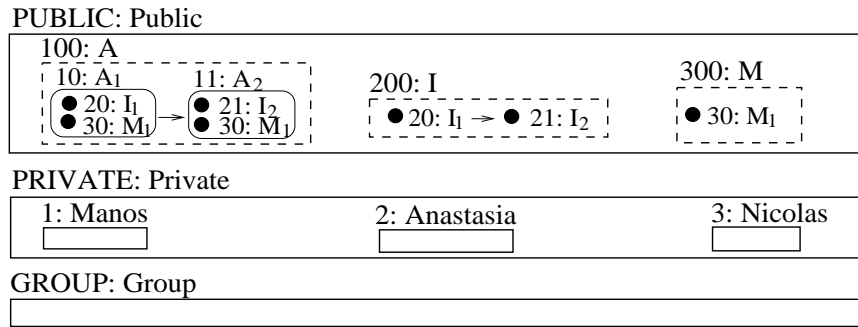 PUBLIC: Public
100: A
10: A1 11: A2
200: I
300: M
20: I1 21: I2
30: M1 30: M1
20: I1 21: I2
30: M1
PRIVATE: Private
1: Manos 2: Anastasia 3: Nicolas
GROUP: Group